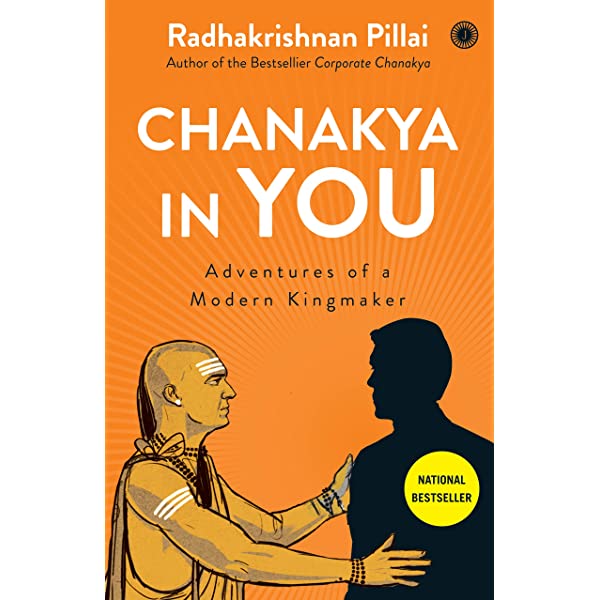 Radhakrishnan Pillai
Author of the Bestsellier Corporate Chanakya
J
CHANAKYA
IN YOU
Adventures of a
Modern Kingmaker
NATIONAL
BESTSELLER